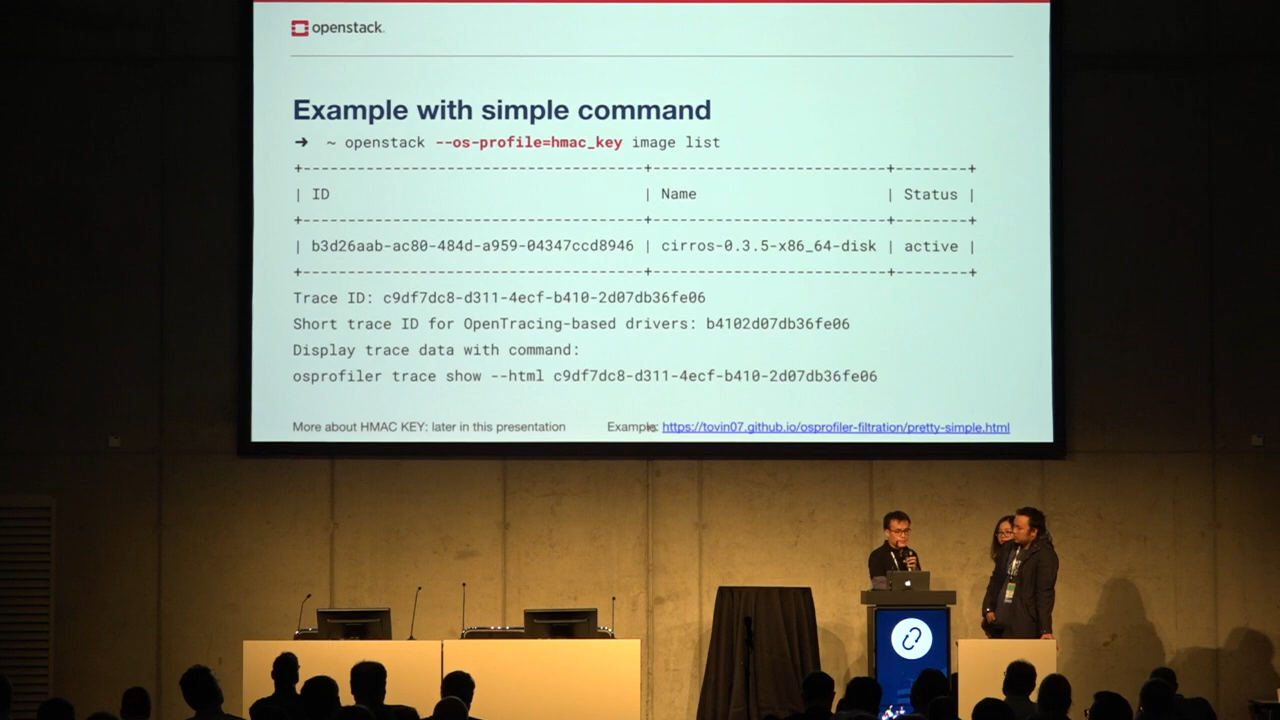 openstack.
Example with simple command
➜ ~ openstack --os-profile=hmac_key image list
+--------------------------------------+--------------------------+--------+
| ID | Name | Status |
+--------------------------------------+--------------------------+--------+
| b3d26aab-ac80-484d-a959-04347ccd8946 | cirros-0.3.5-x86_64-disk | active |
+--------------------------------------+--------------------------+--------+
Trace ID: c9df7dc8-d311-4ecf-b410-2d07db36fe06
Short trace ID for OpenTracing-based drivers: b4102d07db36fe06
Display trace data with command:
osprofiler trace show --html c9df7dc8-d311-4ecf-b410-2d07db36fe06
More about HMAC KEY: later in this presentation
Example: https://tovin07.github.io/osprofiler-filtration/pretty-simple.html